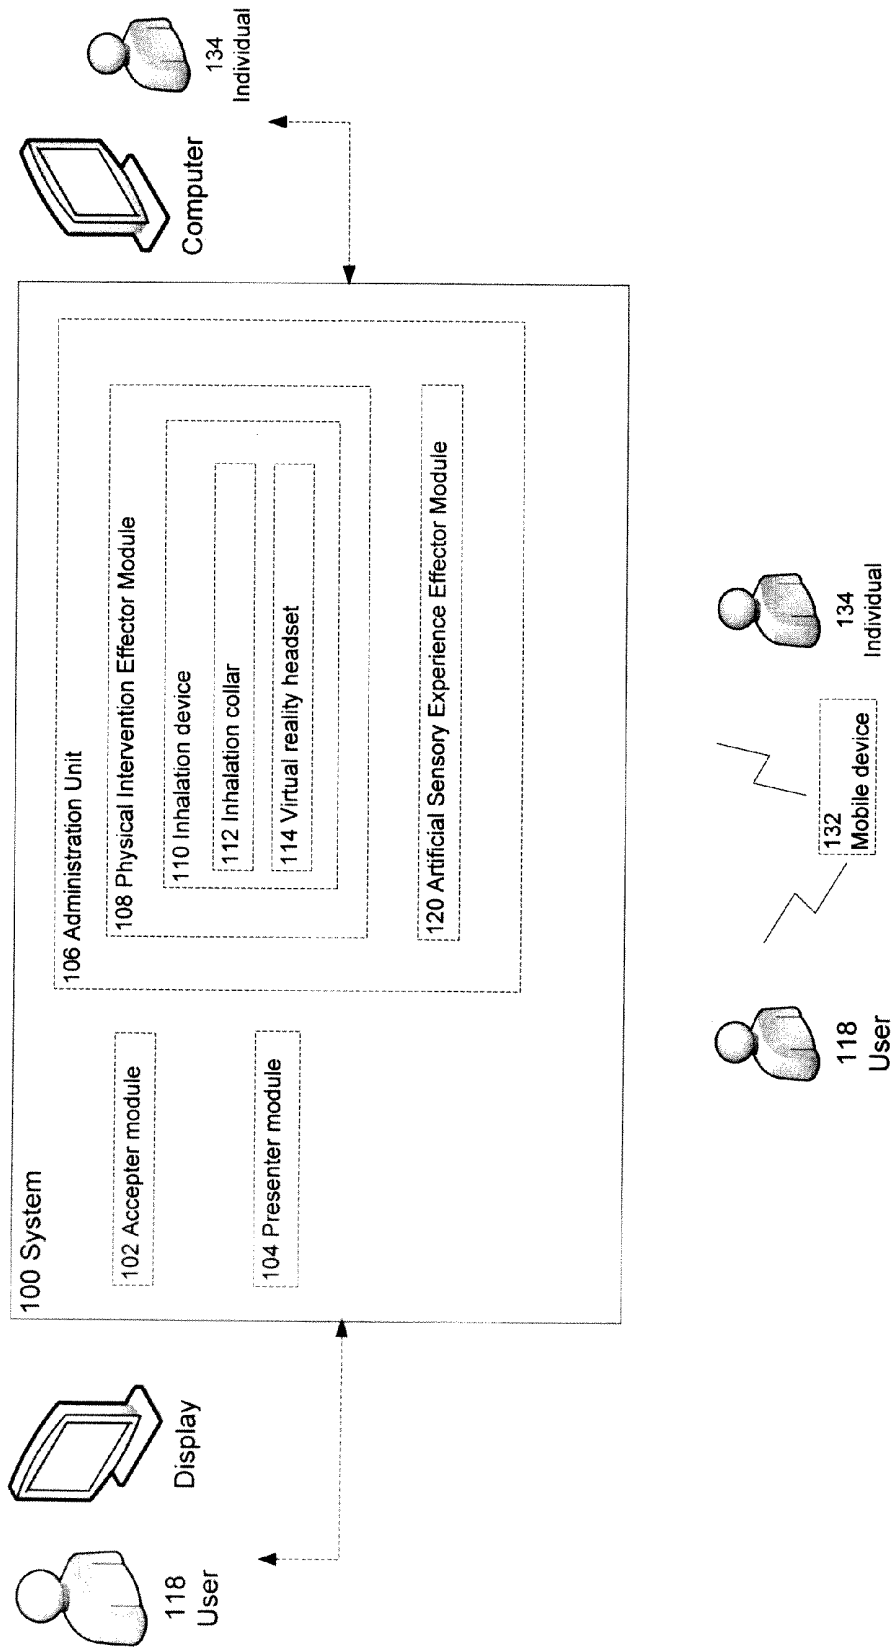 100 System
102 Accepter module
104 Presenter module
106 Administration Unit
108 Physical Intervention Effector Module
110 Inhalation device
112 Inhalation collar
114 Virtual reality headset
120 Artificial Sensory Experience Effector Module
Display
118
User
Computer
134
Individual
118
User
132
Mobile device
134
Individual